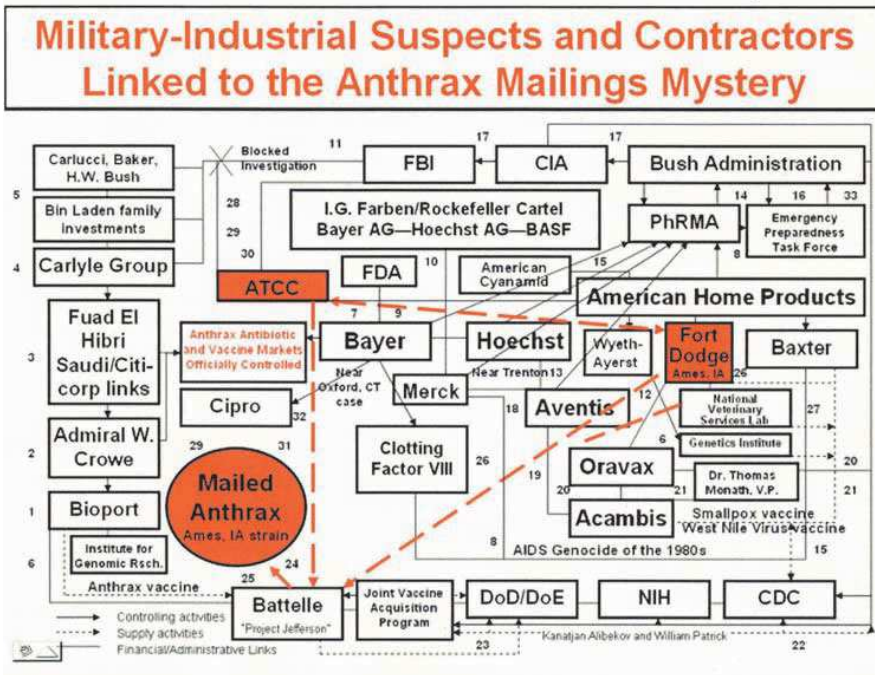 Military-Industrial Suspects and Contractors
Linked to the Anthrax Mailings Mystery
Carlucci, Baker,
H.W. Bush
5
Bin Laden family
investments
4
Carlyle Group
Fuad El
Hibri
Saudi/Citi-
corp links
3
Admiral W.
Crowe
2
Bioport
1
Institute for
Genomic Rsch.
6
Anthrax vaccine
Blocked
Investigation
11
FBI
17
CIA
17
Bush Administration
28
29
30
I.G. Farben/Rockefeller Cartel
Bayer AG—Hoechst AG—BASF
PhRMA
14
16
33
Emergency
Preparedness
Task Force
8
ATCC
FDA
10
American
Cyanamid
15
American Home Products
7
9
Anthrax Antibiotic
and Vaccine Markets
Officially Controlled
Bayer
Hoechst
Wyeth-
Ayerst
Fort
Dodge
Ames, IA
26
Baxter
Near
Oxford, CT
case
Near Trenton
13
Cipro
32
Merck
18
Aventis
12
National
Veterinary
Services Lab
27
29
31
Mailed
Anthrax
Ames, IA strain
Clotting
Factor VIII
26
6
Genetics Institute
19
Oravax
20
21
Dr. Thomas
Monath, V.P.
20
21
Acambis
Smallpox vaccine
West Nile Virus vaccine
8
AIDS Genocide of the 1980s
15
24
25
Battelle
"Project Jefferson"
Joint Vaccine
Acquisition
Program
DoD/DoE
NIH
CDC
Kanatjan Alibekov and William Patrick
23
22
Controlling activities
Supply activities
Financial/Administrative Links